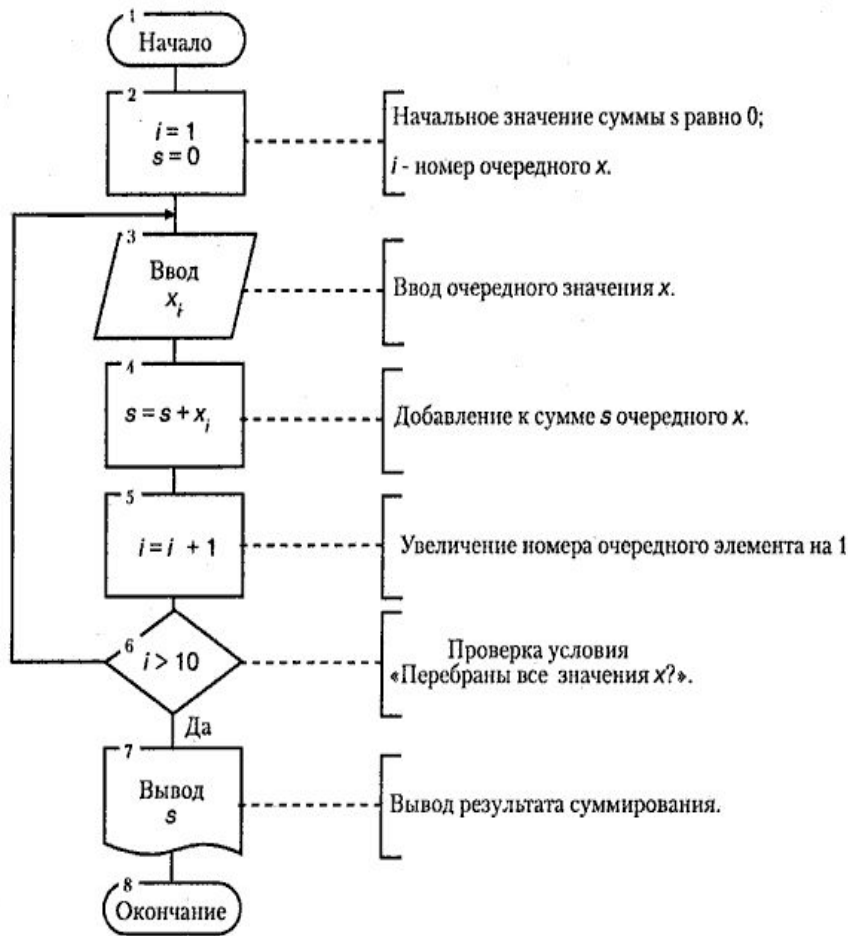 1
Начало
2
i = 1
s = 0
Начальное значение суммы s равно 0;
i - номер очередного x.
3
Ввод
xᵢ
Ввод очередного значения x.
4
s = s + xᵢ
Добавление к сумме s очередного x.
5
i = i + 1
Увеличение номера очередного элемента на 1
6
i > 10
Проверка условия
«Перебраны все значения x?».
Да
7
Вывод
s
Вывод результата суммирования.
8
Окончание